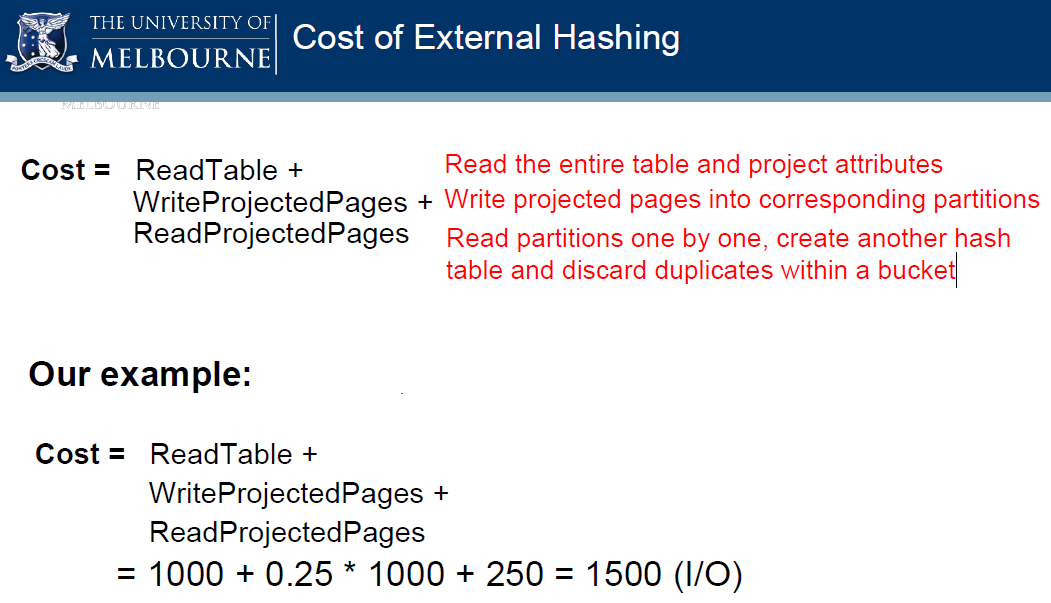 THE UNIVERSITY OF
MELBOURNE
Cost of External Hashing
MELBOURNE
Cost = ReadTable +
Read the entire table and project attributes
WriteProjectedPages +
Write projected pages into corresponding partitions
ReadProjectedPages
Read partitions one by one, create another hash
table and discard duplicates within a bucket
Our example:
Cost = ReadTable +
WriteProjectedPages +
ReadProjectedPages
= 1000 + 0.25 * 1000 + 250 = 1500 (I/O)